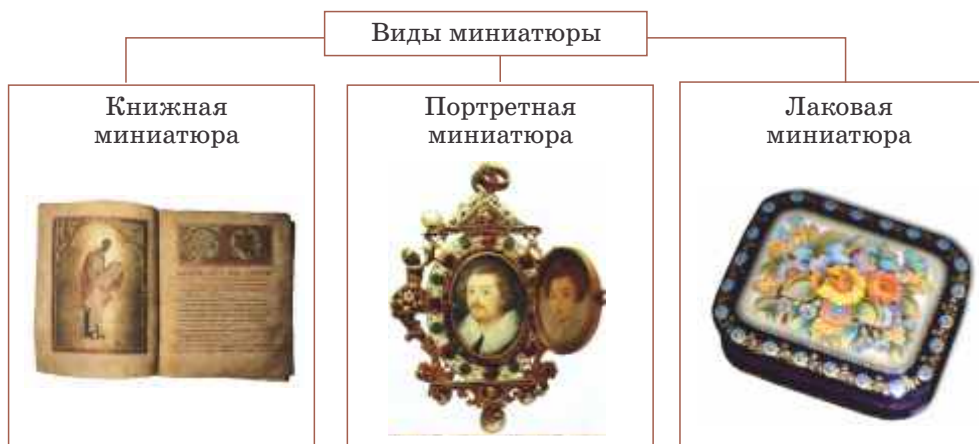 Виды миниатюры
Книжная
миниатюра
Портретная
миниатюра
Лаковая
миниатюра